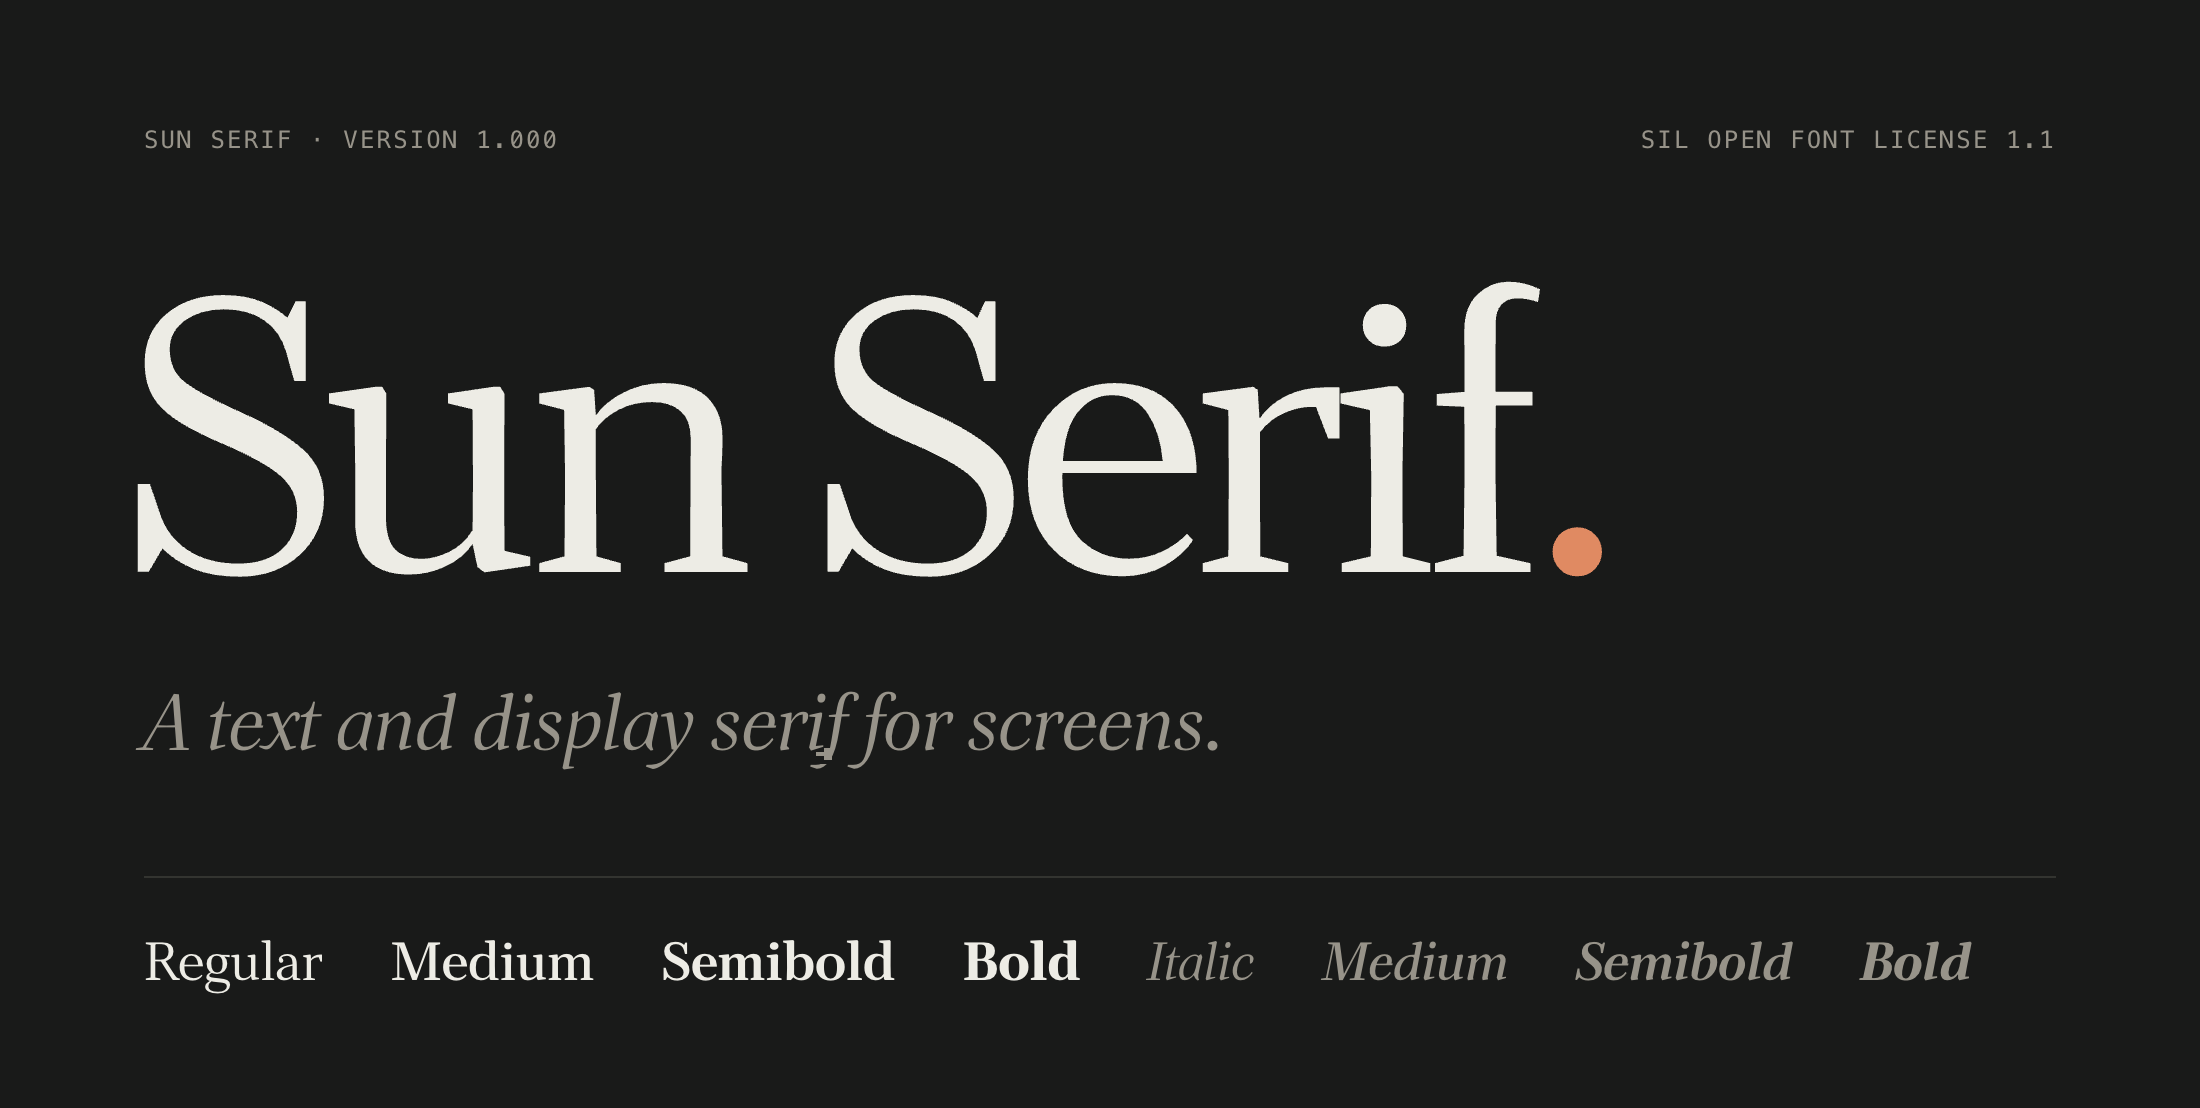 SUN SERIF · VERSION 1.000
SIL OPEN FONT LICENSE 1.1
Sun Serif.
A text and display serif for screens.
Regular Medium Semibold Bold Italic Medium Semibold Bold